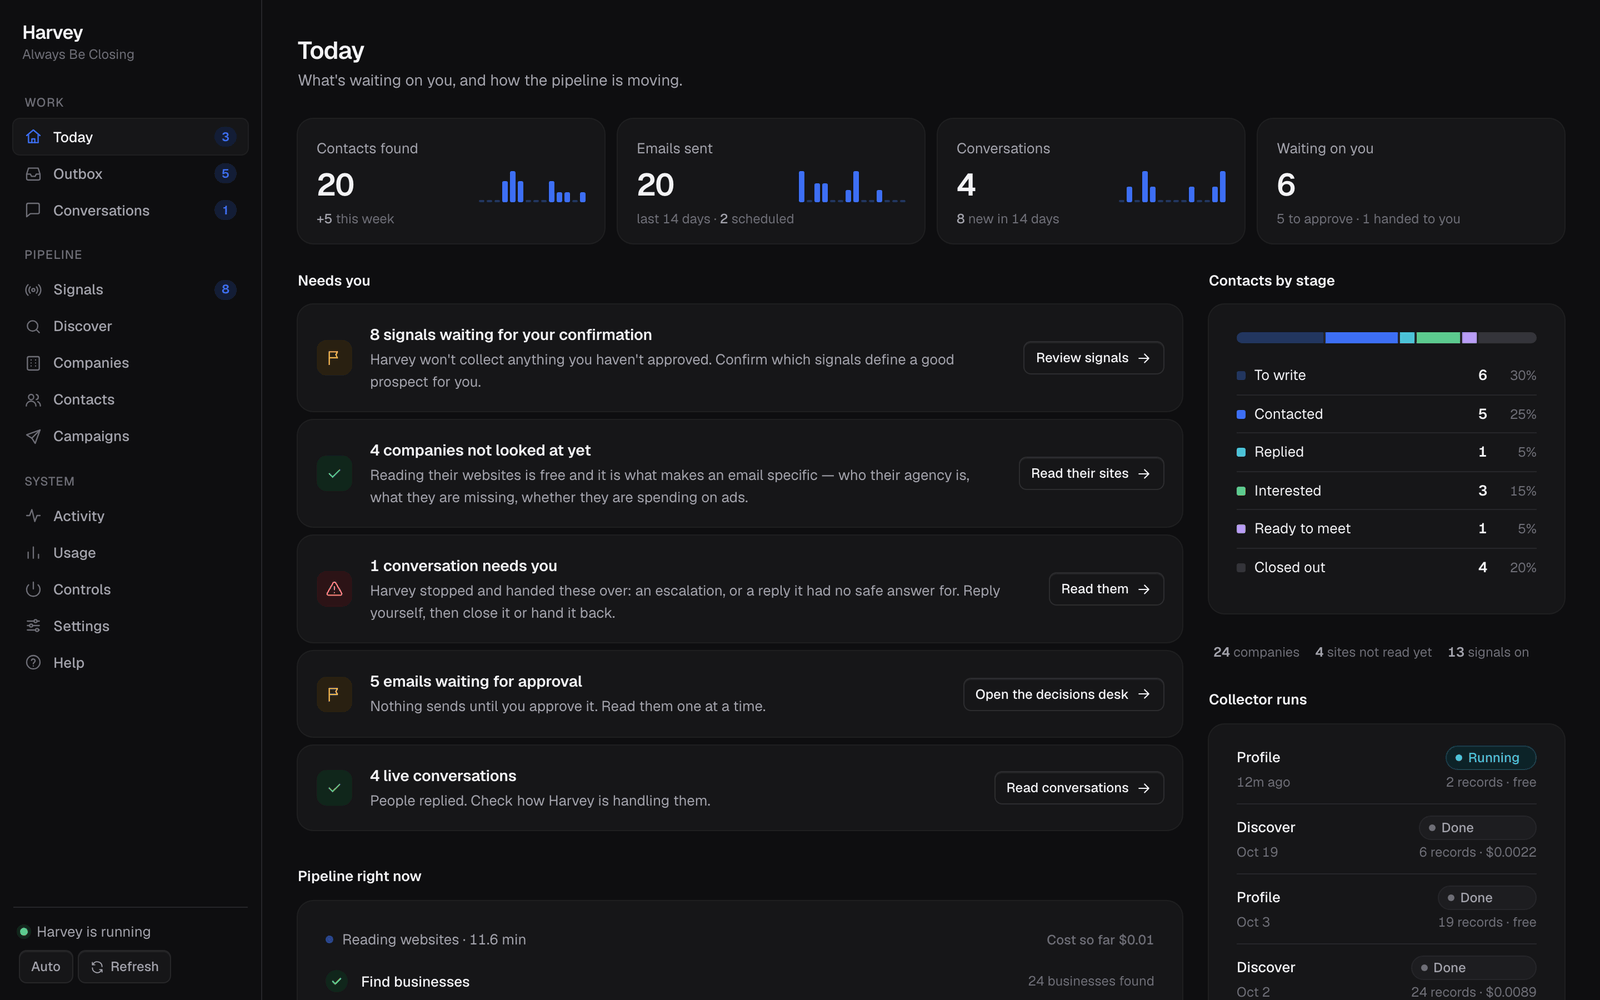 Harvey
Always Be Closing
WORK
Today 3
Outbox 5
Conversations 1
PIPELINE
Signals 8
Discover
Companies
Contacts
Campaigns
SYSTEM
Activity
Usage
Controls
Settings
Help
Harvey is running
Auto Refresh
Today
What's waiting on you, and how the pipeline is moving.
Contacts found
20
+5 this week
Emails sent
20
last 14 days · 2 scheduled
Conversations
4
8 new in 14 days
Waiting on you
6
5 to approve · 1 handed to you
Needs you
8 signals waiting for your confirmation
Harvey won't collect anything you haven't approved. Confirm which signals define a good
prospect for you.
Review signals →
4 companies not looked at yet
Reading their websites is free and it is what makes an email specific — who their agency is,
what they are missing, whether they are spending on ads.
Read their sites →
1 conversation needs you
Harvey stopped and handed these over: an escalation, or a reply it had no safe answer for. Reply
yourself, then close it or hand it back.
Read them →
5 emails waiting for approval
Nothing sends until you approve it. Read them one at a time.
Open the decisions desk →
4 live conversations
People replied. Check how Harvey is handling them.
Read conversations →
Pipeline right now
Reading websites · 11.6 min Cost so far $0.01
Find businesses 24 businesses found
Contacts by stage
To write 6 30%
Contacted 5 25%
Replied 1 5%
Interested 3 15%
Ready to meet 1 5%
Closed out 4 20%
24 companies 4 sites not read yet 13 signals on
Collector runs
Profile Running
12m ago 2 records · free
Discover Done
Oct 19 6 records · $0.0022
Profile Done
Oct 3 19 records · free
Discover Done
Oct 2 24 records · $0.0089